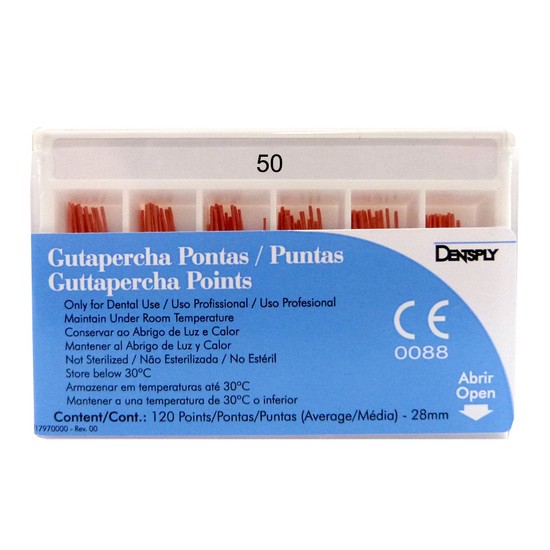 50
Gutapercha Pontas / Puntas
Guttapercha Points
DENTSPLY
Only for Dental Use / Uso Profissional / Uso Profesional
Maintain Under Room Temperature
Conservar ao Abrigo de Luz e Calor
Mantener al Abrigo de Luz y Calor
Not Sterilized / Não Esterilizada / No Estéril
Store below 30ºC
Armazenar em temperaturas até 30ºC
Mantener a una temperatura de 30ºC o inferior
CE
0088
Abrir
Open
Content/Cont.: 120 Points/Pontas/Puntas (Average/Média) - 28mm
17970000 - Rev. 00